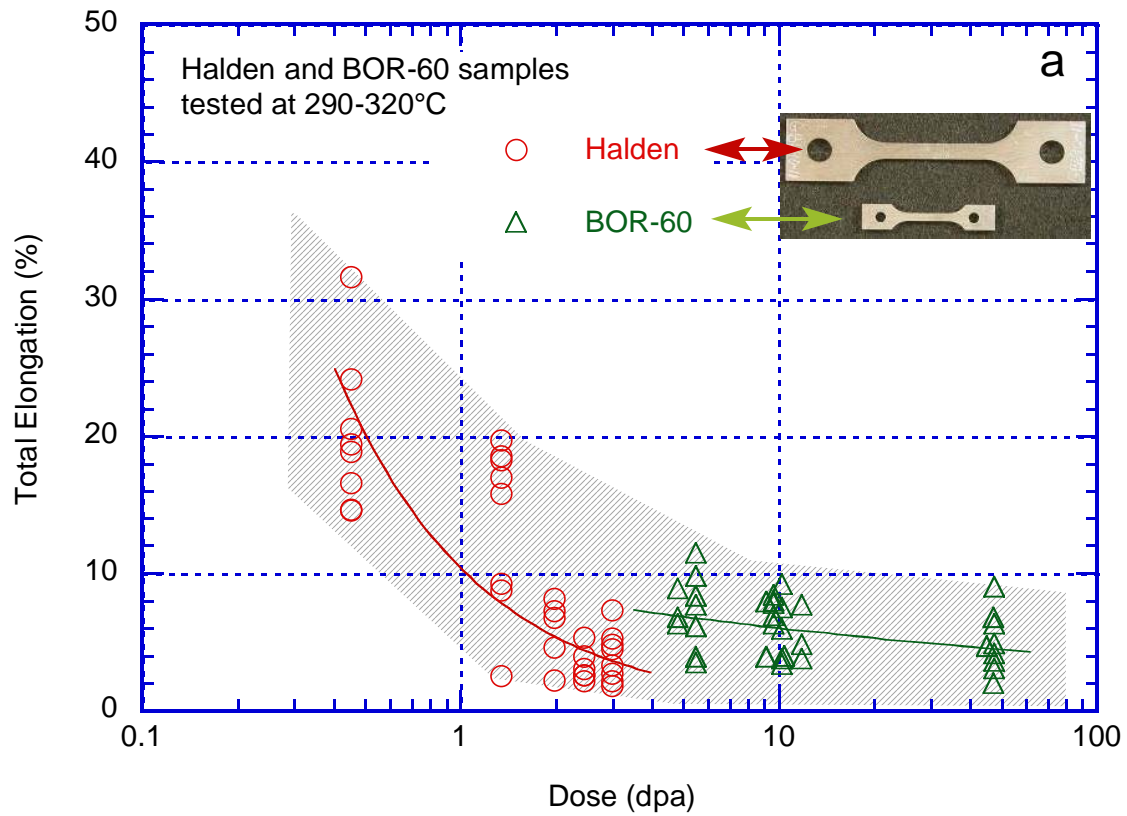 50
40
30
20
10
0
Total Elongation (%)
Halden and BOR-60 samples
tested at 290-320°C
a
Halden
BOR-60
0.1
1
10
100
Dose (dpa)